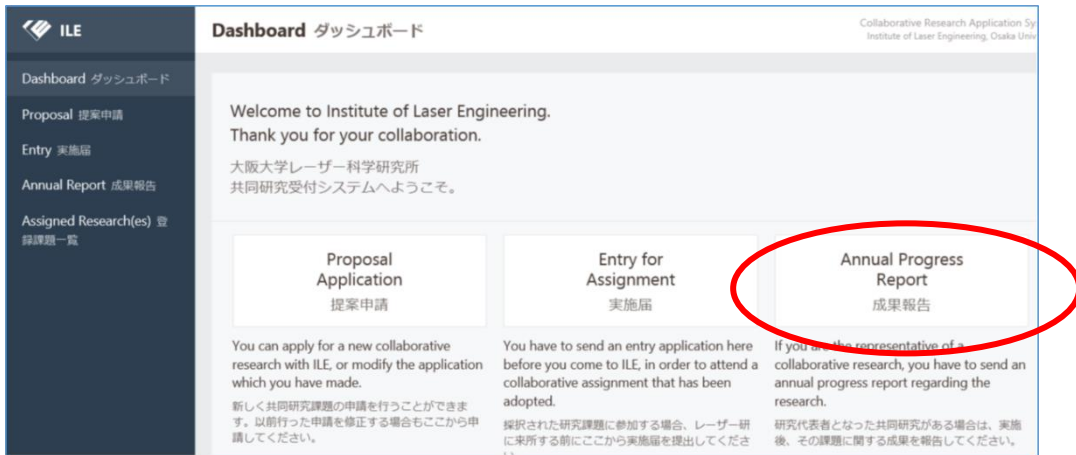 ILE
Dashboard ダッシュボード
Collaborative Research Application Sy
Institute of Laser Engineering, Osaka Univ
Dashboard ダッシュボード
Proposal 提案申請
Entry 実施届
Annual Report 成果報告
Assigned Research(es) 登
録課題一覧
Welcome to Institute of Laser Engineering.
Thank you for your collaboration.
大阪大学レーザー科学研究所
共同研究受付システムへようこそ。
Proposal
Application
提案申請
You can apply for a new collaborative
research with ILE, or modify the application
which you have made.
新しく共同研究課題の申請を行うことができま
す。以前行った申請を修正する場合もここから申
請してください。
Entry for
Assignment
実施届
You have to send an entry application here
before you come to ILE, in order to attend a
collaborative assignment that has been
adopted.
採択された研究課題に参加する場合、レーザー研
に来所する前にここから実施届を提出してくださ
Annual Progress
Report
成果報告
If you are the representative of a
collaborative research, you have to send an
annual progress report regarding the
research.
研究代表者となった共同研究がある場合は、実施
後、その課題に関する成果を報告してください。